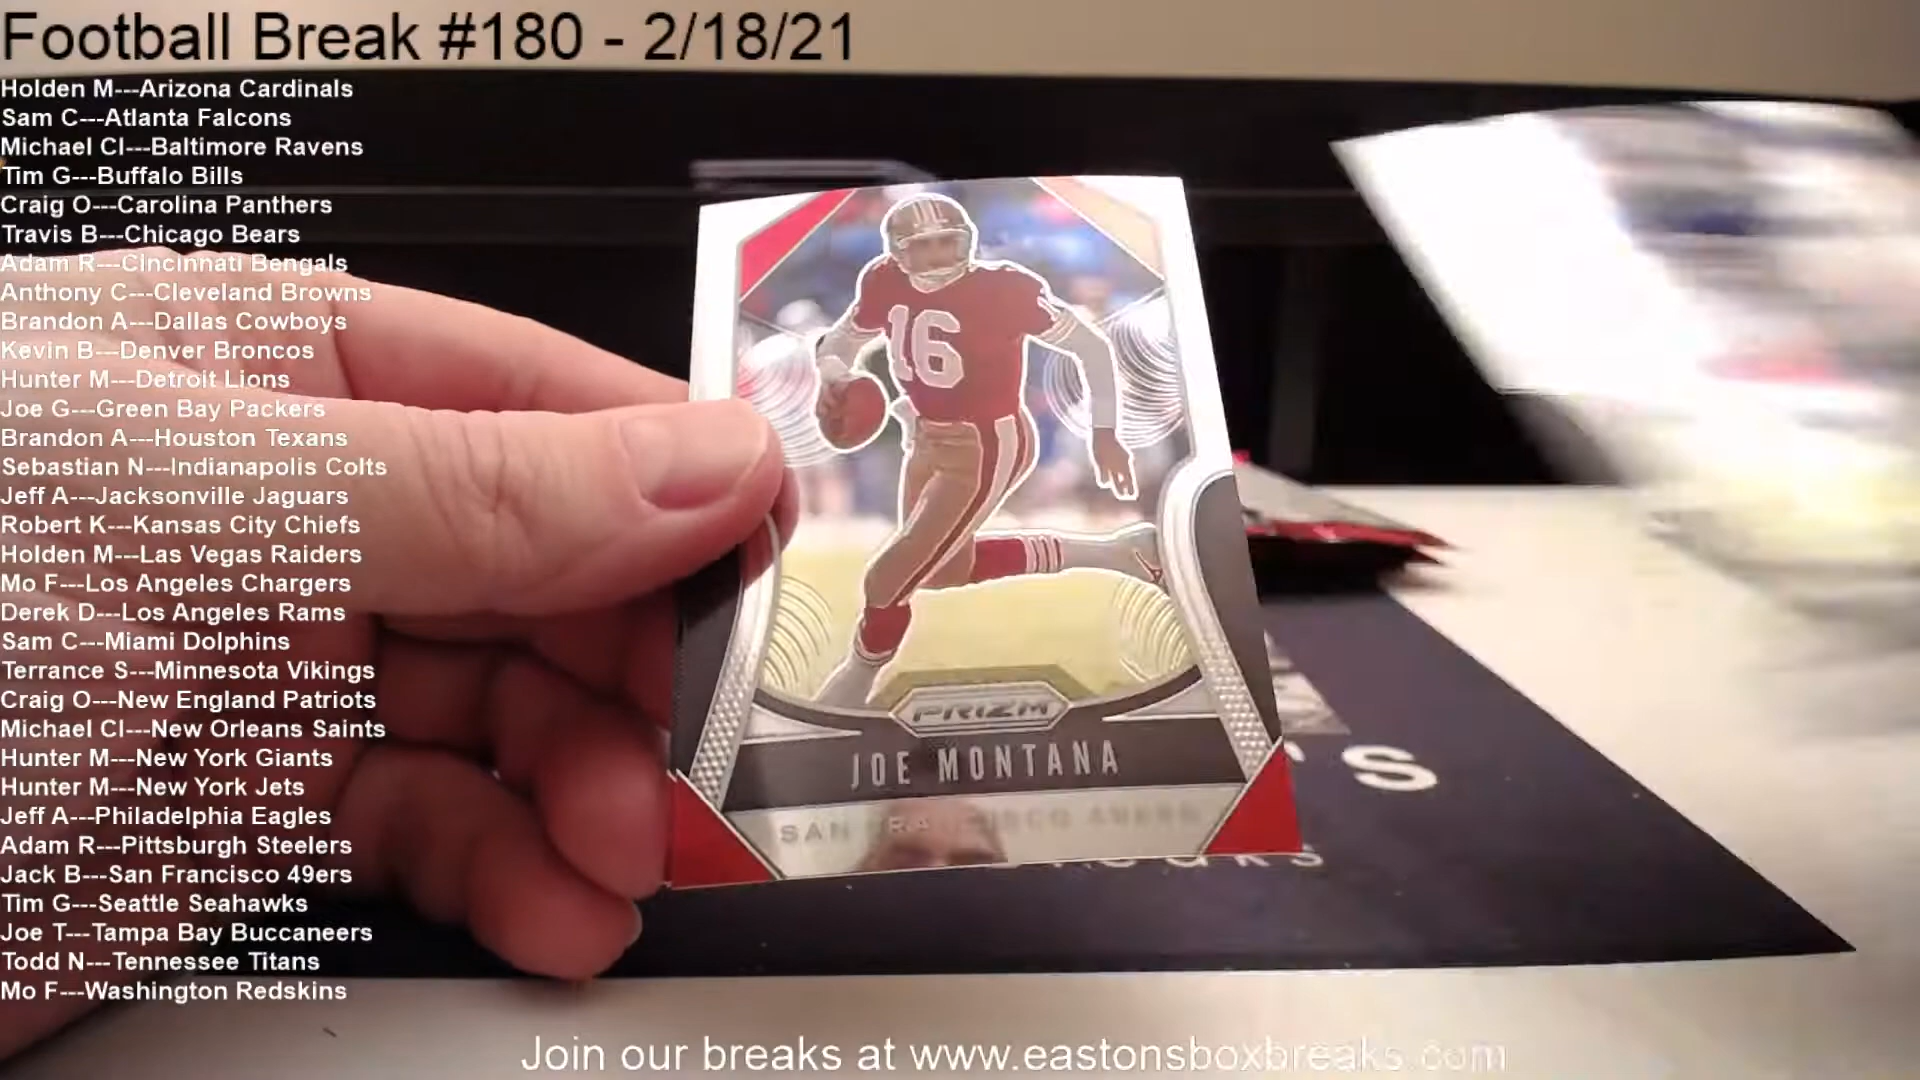 Football Break #180 - 2/18/21
Holden M---Arizona Cardinals
Sam C---Atlanta Falcons
Michael Cl---Baltimore Ravens
Tim G---Buffalo Bills
Craig O---Carolina Panthers
Travis B---Chicago Bears
Adam R---CIncinnati Bengals
Anthony C---Cleveland Browns
Brandon A---Dallas Cowboys
Kevin B---Denver Broncos
Hunter M---Detroit Lions
Joe G---Green Bay Packers
Brandon A---Houston Texans
Sebastian N---Indianapolis Colts
Jeff A---Jacksonville Jaguars
Robert K---Kansas City Chiefs
Holden M---Las Vegas Raiders
Mo F---Los Angeles Chargers
Derek D---Los Angeles Rams
Sam C---Miami Dolphins
Terrance S---Minnesota Vikings
Craig O---New England Patriots
Michael Cl---New Orleans Saints
Hunter M---New York Giants
Hunter M---New York Jets
Jeff A---Philadelphia Eagles
Adam R---Pittsburgh Steelers
Jack B---San Francisco 49ers
Tim G---Seattle Seahawks
Joe T---Tampa Bay Buccaneers
Todd N---Tennessee Titans
Mo F---Washington Redskins
16
PRIZM
JOE MONTANA
SAN FRANCISCO 49ERS
Join our breaks at www.eastonsboxbreaks.com